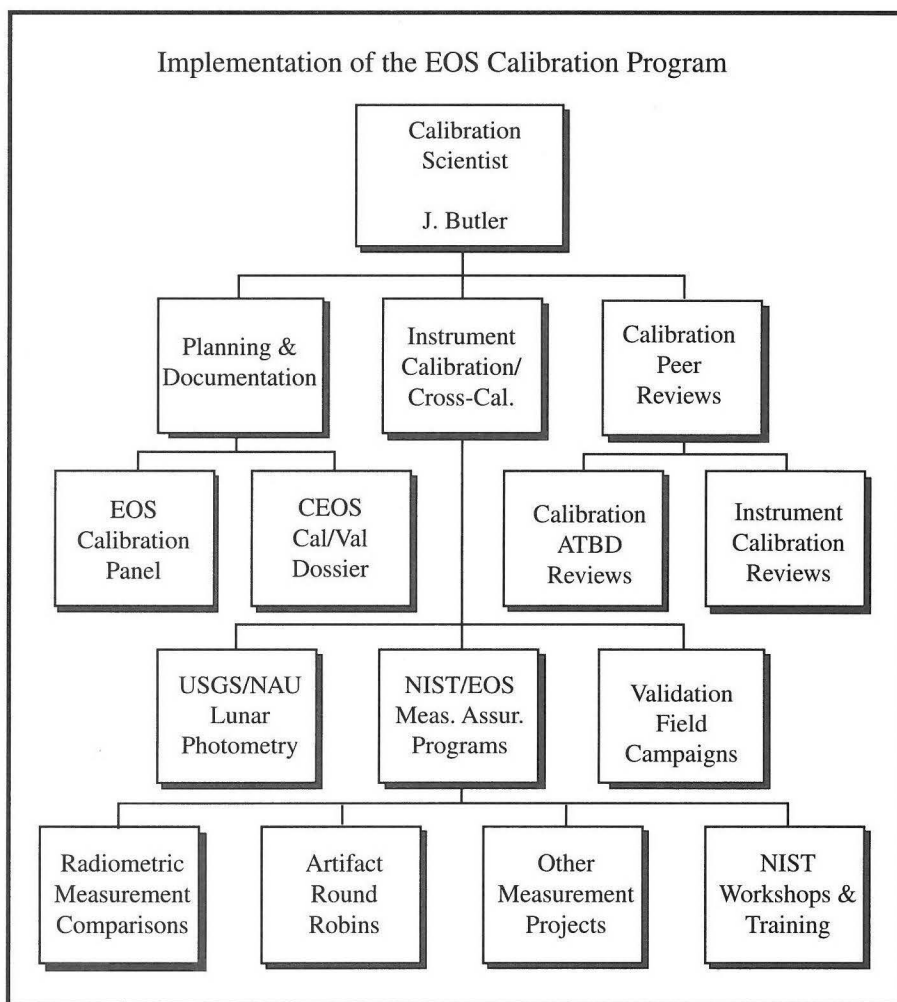 Implementation of the EOS Calibration Program
Calibration
Scientist
J. Butler
Planning &
Documentation
Instrument
Calibration/
Cross-Cal.
Calibration
Peer
Reviews
EOS
Calibration
Panel
CEOS
Cal/Val
Dossier
Calibration
ATBD
Reviews
Instrument
Calibration
Reviews
USGS/NAU
Lunar
Photometry
NIST/EOS
Meas. Assur.
Programs
Validation
Field
Campaigns
Radiometric
Measurement
Comparisons
Artifact
Round
Robins
Other
Measurement
Projects
NIST
Workshops &
Training